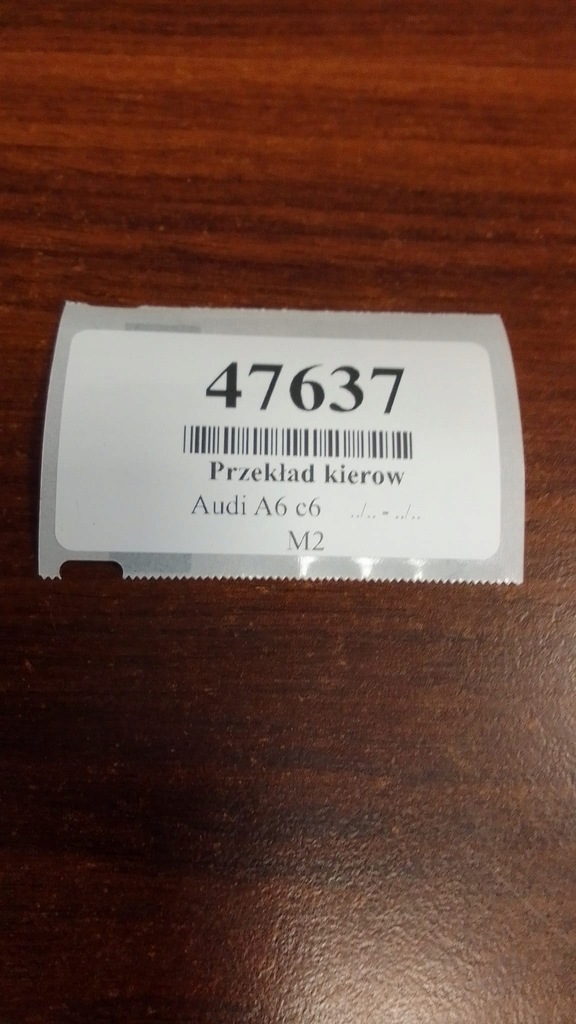 47637
Przekład kierow
Audi A6 c6 ../.. - ../..
M2